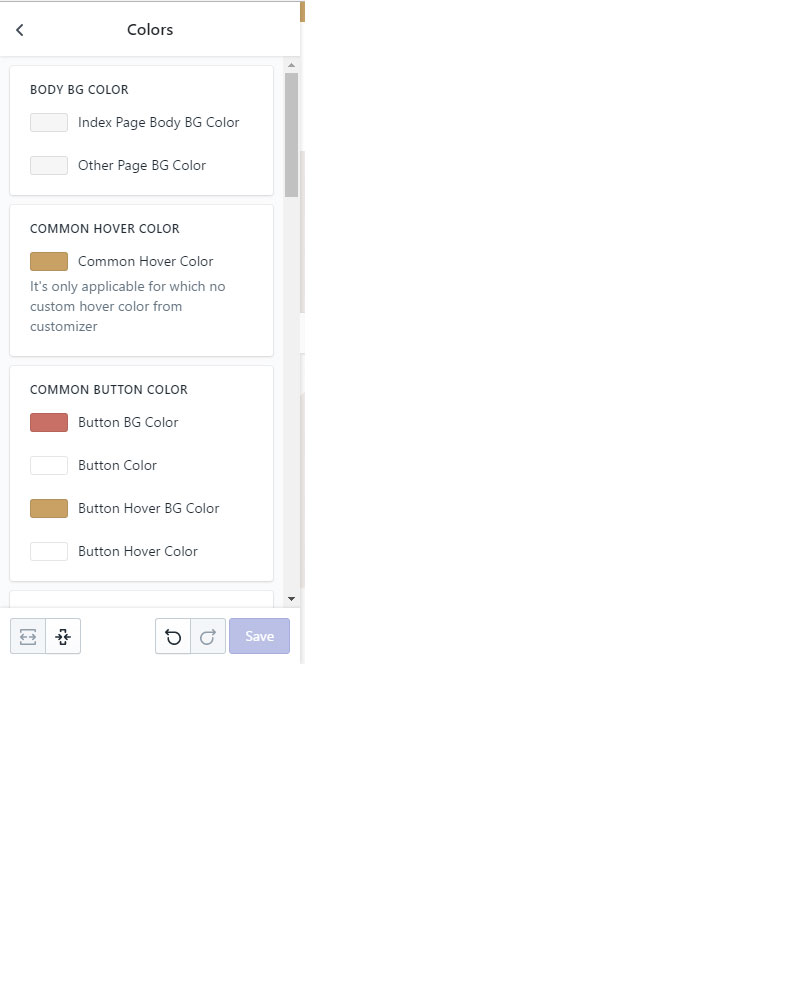 Colors
BODY BG COLOR
Index Page Body BG Color
Other Page BG Color
COMMON HOVER COLOR
Common Hover Color
It's only applicable for which no
custom hover color from
customizer
COMMON BUTTON COLOR
Button BG Color
Button Color
Button Hover BG Color
Button Hover Color
Save